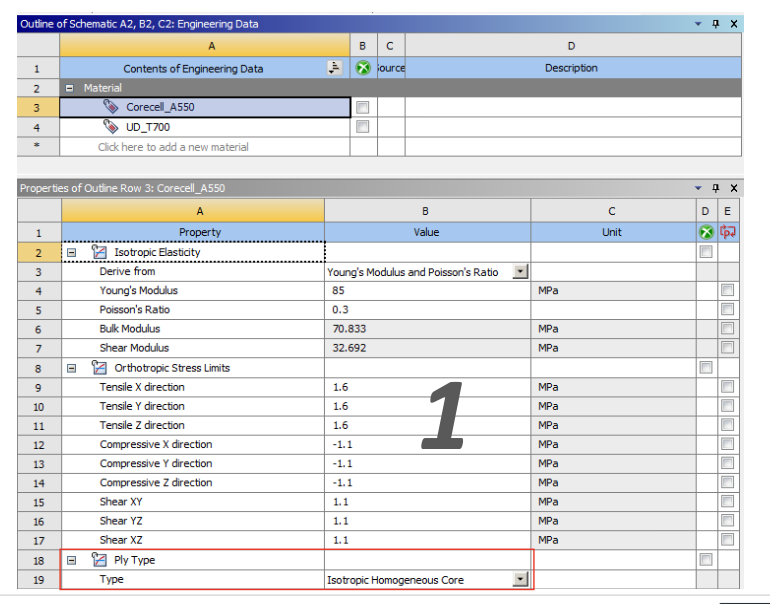 Outline of Schematic A2, B2, C2: Engineering Data
A B C D
1 Contents of Engineering Data Source Description
2 Material
3 Corecell_A550
4 UD_T700
* Click here to add a new material
Properties of Outline Row 3: Corecell_A550
A B C D E
1 Property Value Unit
2 Isotropic Elasticity
3 Derive from Young's Modulus and Poisson's Ratio
4 Young's Modulus 85 MPa
5 Poisson's Ratio 0.3
6 Bulk Modulus 70.833 MPa
7 Shear Modulus 32.692 MPa
8 Orthotropic Stress Limits
9 Tensile X direction 1.6 MPa
10 Tensile Y direction 1.6 MPa
11 Tensile Z direction 1.6 MPa
12 Compressive X direction -1.1 MPa
13 Compressive Y direction -1.1 MPa
14 Compressive Z direction -1.1 MPa
15 Shear XY 1.1 MPa
16 Shear YZ 1.1 MPa
17 Shear XZ 1.1 MPa
18 Ply Type
19 Type Isotropic Homogeneous Core
1